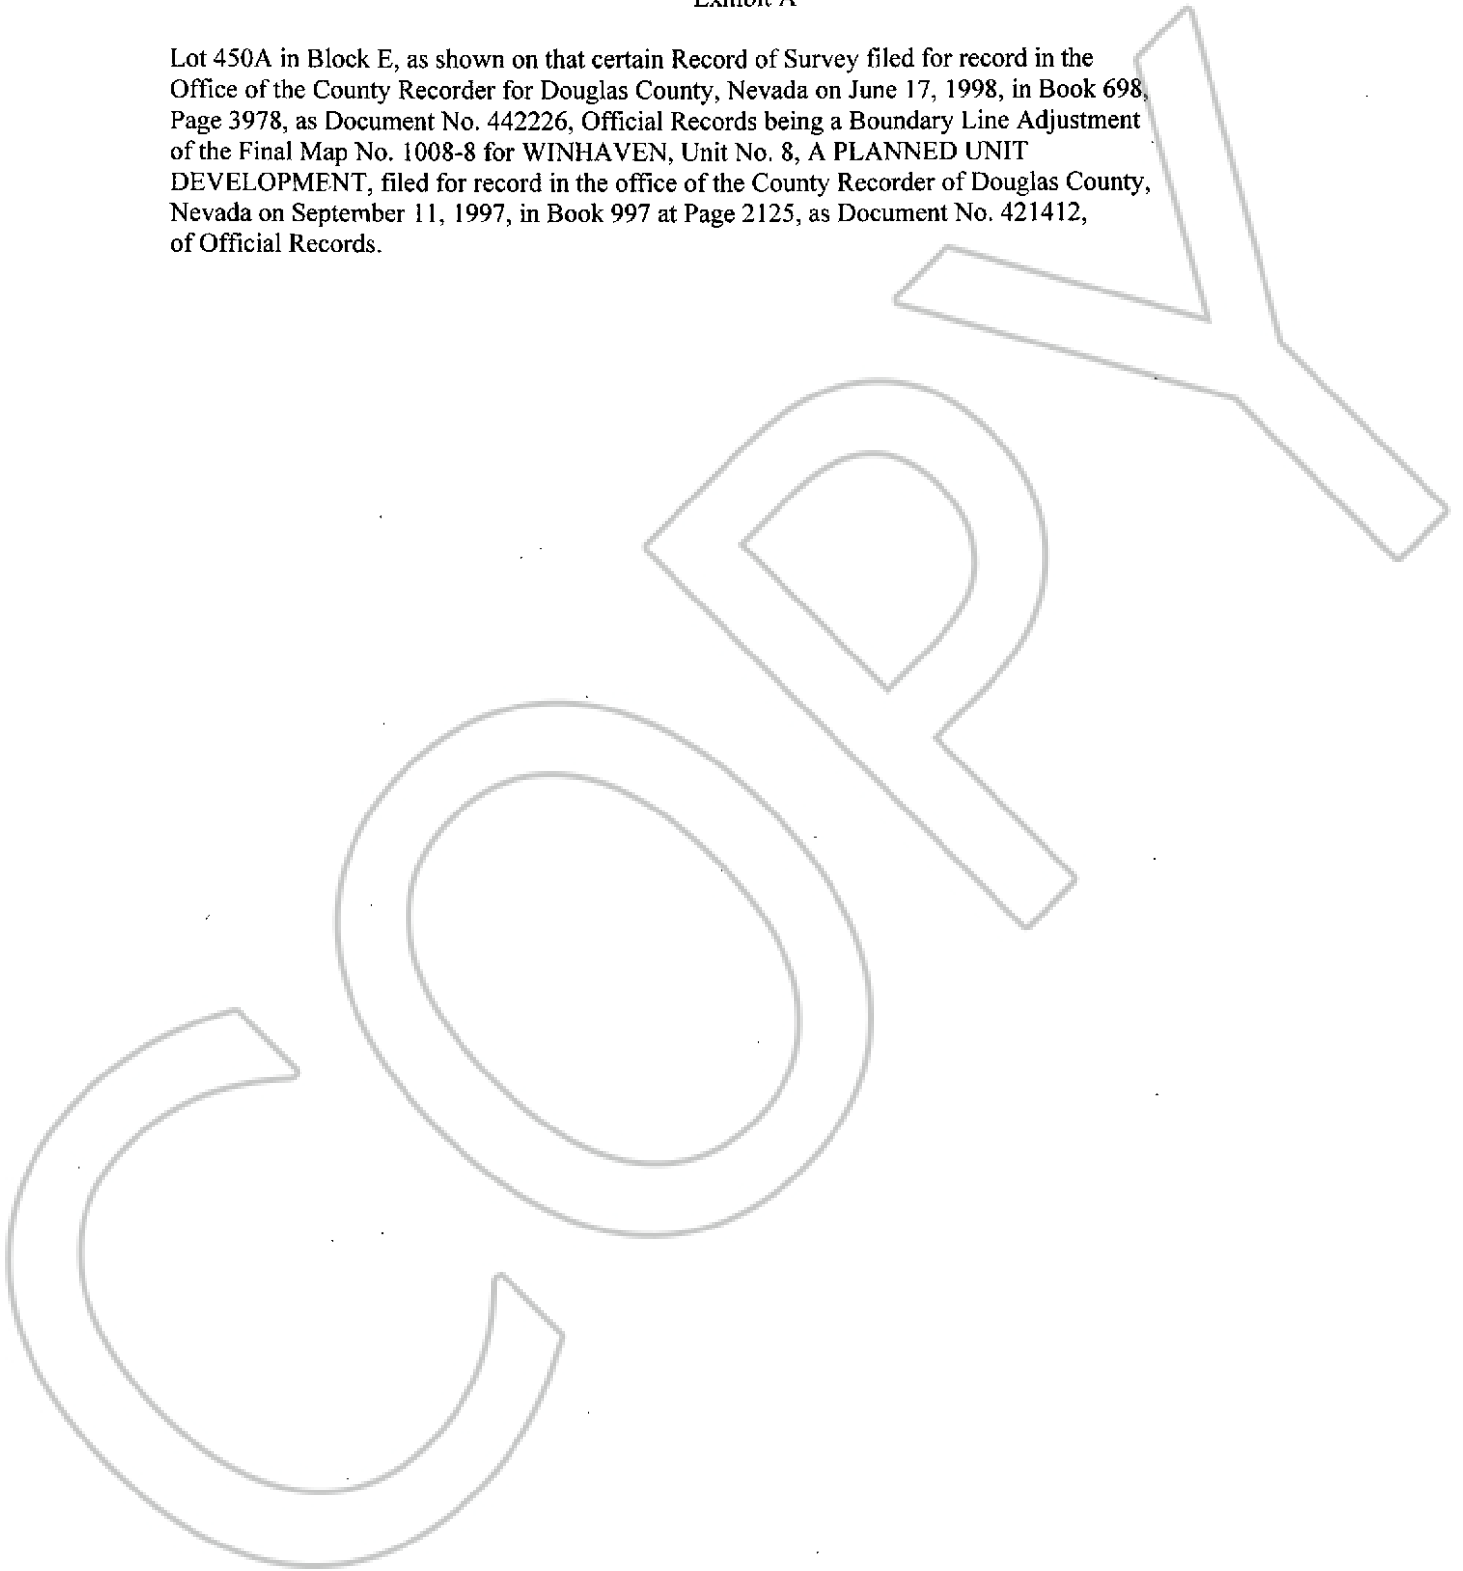 Exhibit A
Lot 450A in Block E, as shown on that certain Record of Survey filed for record in the
Office of the County Recorder for Douglas County, Nevada on June 17, 1998, in Book 698,
Page 3978, as Document No. 442226, Official Records being a Boundary Line Adjustment
of the Final Map No. 1008-8 for WINHAVEN, Unit No. 8, A PLANNED UNIT
DEVELOPMENT, filed for record in the office of the County Recorder of Douglas County,
Nevada on September 11, 1997, in Book 997 at Page 2125, as Document No. 421412,
of Official Records.
COPY